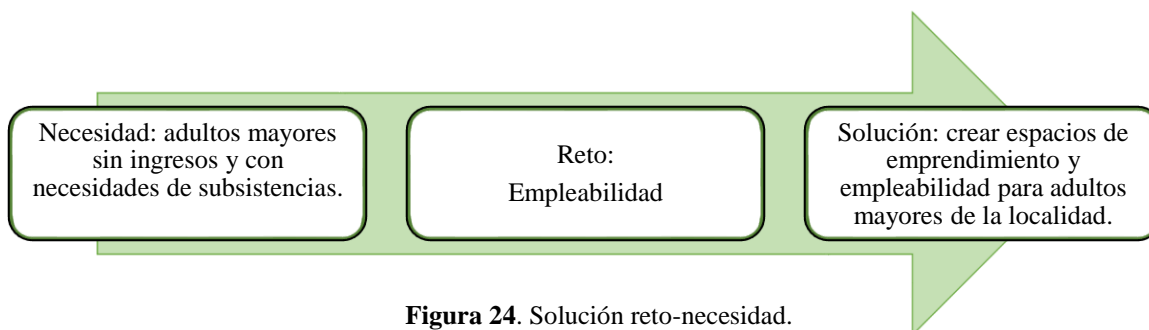 Necesidad: adultos mayores
sin ingresos y con
necesidades de subsistencias.
Reto:
Empleabilidad
Solución: crear espacios de
emprendimiento y
empleabilidad para adultos
mayores de la localidad.
Figura 24. Solución reto-necesidad.